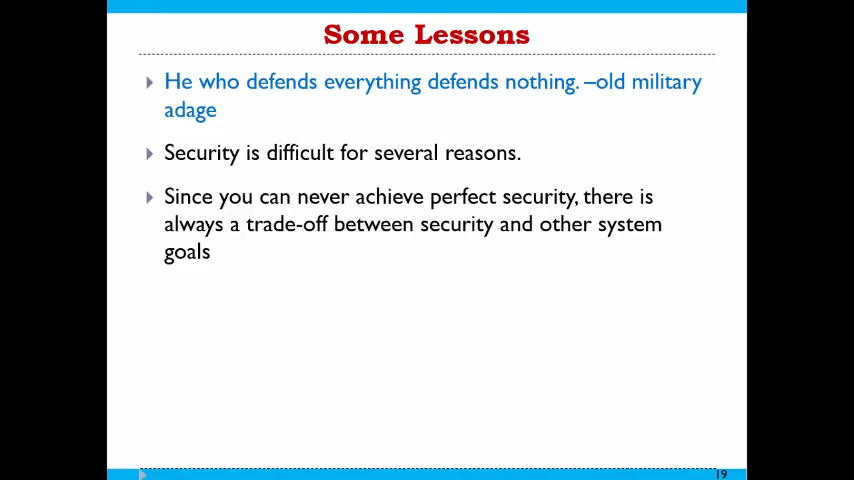 Some Lessons
He who defends everything defends nothing. –old military
adage
Security is difficult for several reasons.
Since you can never achieve perfect security, there is
always a trade-off between security and other system
goals
19